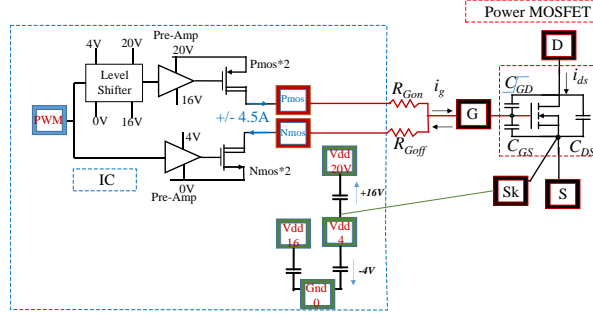 Power MOSFET
Pre-Amp
4V
20V
20V
Pmos*2
Level
Shifter
16V
0V
16V
PWM
Pmos
+/- 4.5A
Nmos
4V
Nmos*2
0V
Pre-Amp
IC
R_Gon
R_Goff
i_g
G
D
i_ds
C_GD
C_GS
C_DS
Sk
S
Vdd
20V
+16V
Vdd
16
Vdd
4
-4V
Gnd
0